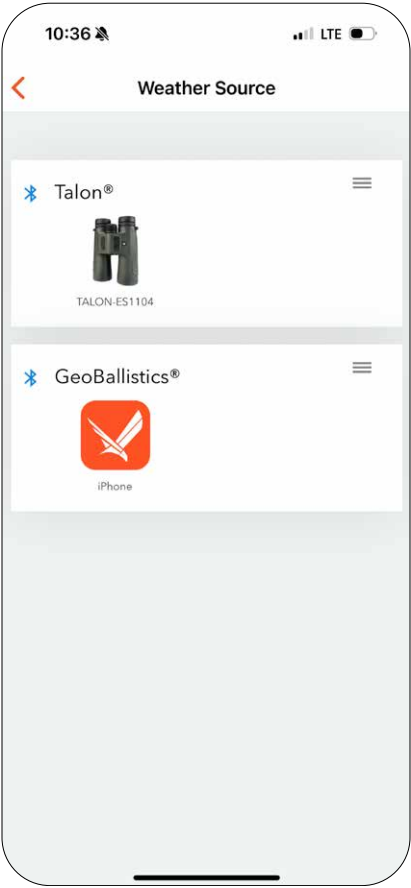 10:36
LTE
Weather Source
Talon®
TALON-ES1104
GeoBallistics®
iPhone